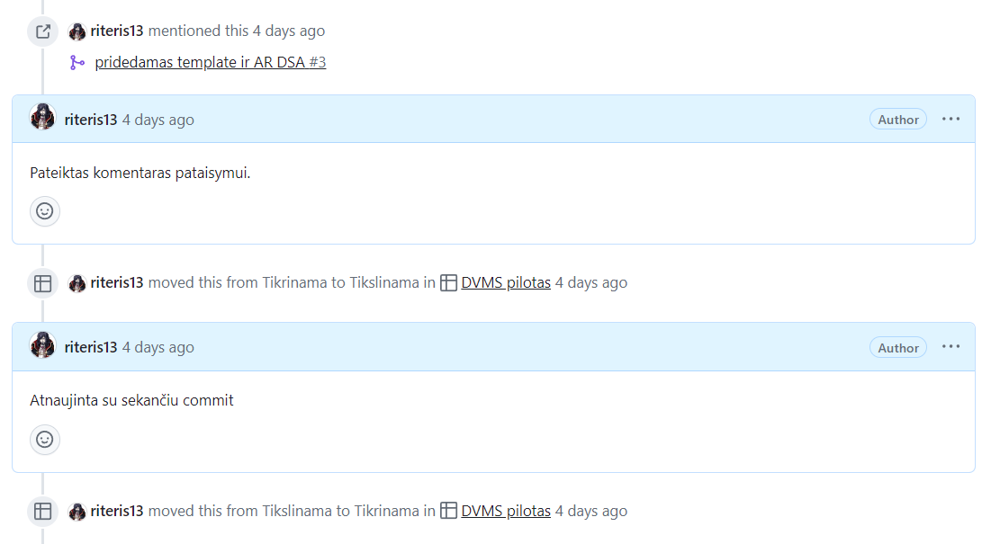 riteris13 mentioned this 4 days ago
pridedamas template ir AR DSA #3
riteris13 4 days ago Author ...
Pateiktas komentaras pataisymui.
riteris13 moved this from Tikrinama to Tikslinama in DVMS pilotas 4 days ago
riteris13 4 days ago Author ...
Atnaujinta su sekančiu commit
riteris13 moved this from Tikslinama to Tikrinama in DVMS pilotas 4 days ago